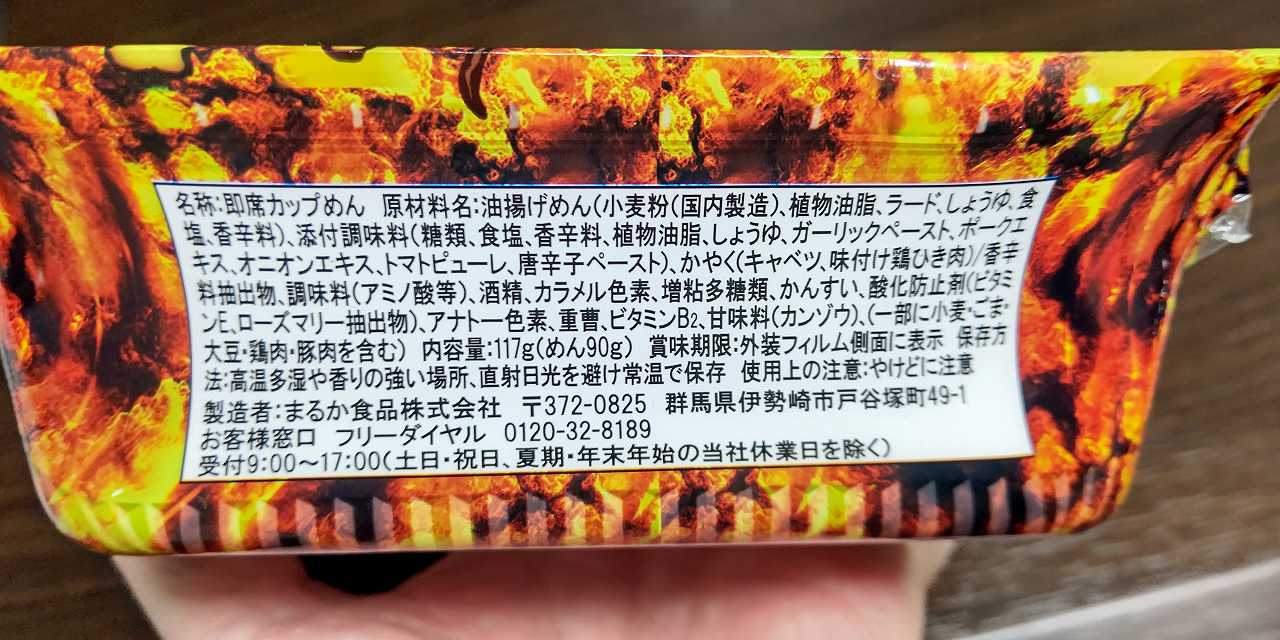 名称:即席カップめん 原材料名:油揚げめん(小麦粉(国内製造)、植物油脂、ラード、しょうゆ、食
塩、香辛料)、添付調味料(糖類、食塩、香辛料、植物油脂、しょうゆ、ガーリックペースト、ポークエ
キス、オニオンエキス、トマトピューレ、唐辛子ペースト)、かやく(キャベツ、味付け鶏ひき肉)/香辛
料抽出物、調味料(アミノ酸等)、酒精、カラメル色素、増粘多糖類、かんすい、酸化防止剤(ビタミ
ンE、ローズマリー抽出物)、アナトー色素、重曹、ビタミンB2、甘味料(カンゾウ)、(一部に小麦・ごま・
大豆・鶏肉・豚肉を含む) 内容量:117g(めん90g) 賞味期限:外装フィルム側面に表示 保存方
法:高温多湿や香りの強い場所、直射日光を避け常温で保存 使用上の注意:やけどに注意
製造者:まるか食品株式会社 〒372-0825 群馬県伊勢崎市戸谷塚町49-1
お客様窓口 フリーダイヤル 0120-32-8189
受付9:00～17:00(土日・祝日、夏期・年末年始の当社休業日を除く)